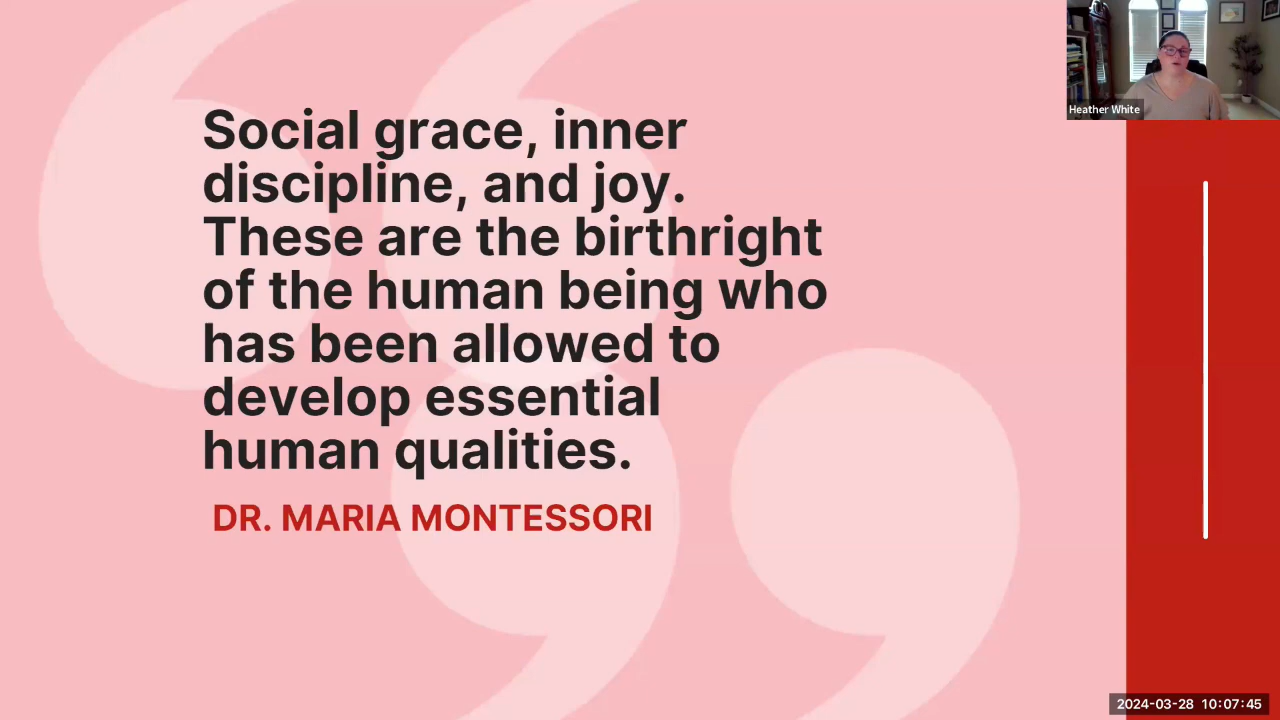 Social grace, inner
discipline, and joy.
These are the birthright
of the human being who
has been allowed to
develop essential
human qualities.
DR. MARIA MONTESSORI
Heather White
2024-03-28 10:07:45